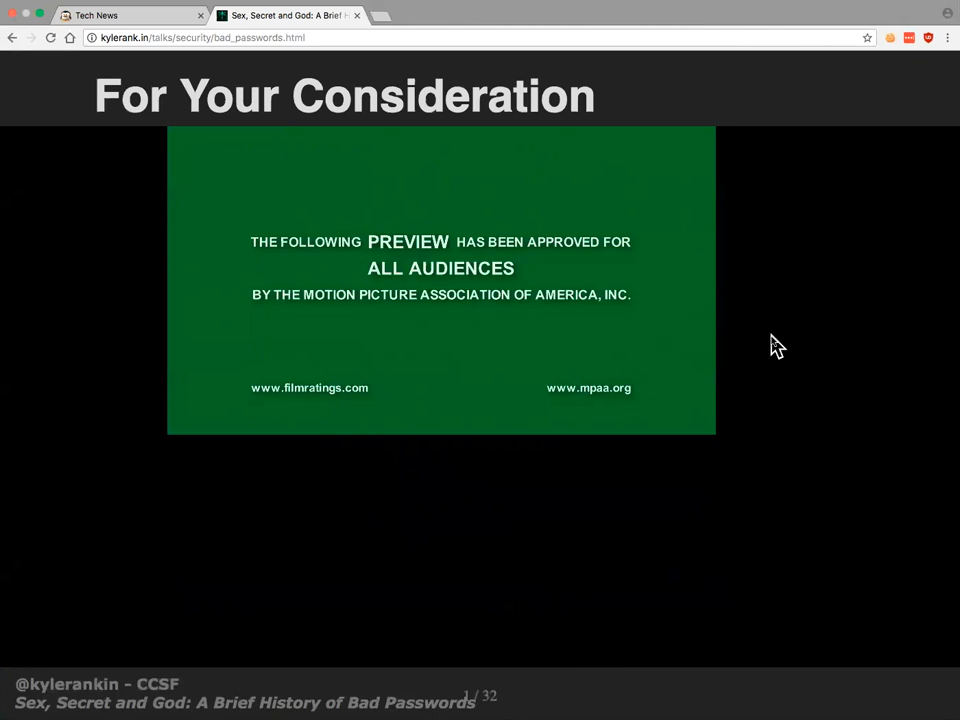 Tech News
Sex, Secret and God: A Brief H
kylerank.in/talks/security/bad_passwords.html
For Your Consideration
THE FOLLOWING PREVIEW HAS BEEN APPROVED FOR
ALL AUDIENCES
BY THE MOTION PICTURE ASSOCIATION OF AMERICA, INC.
www.filmratings.com www.mpaa.org
@kylerankin - CCSF
Sex, Secret and God: A Brief History of Bad Passwords
1 / 32